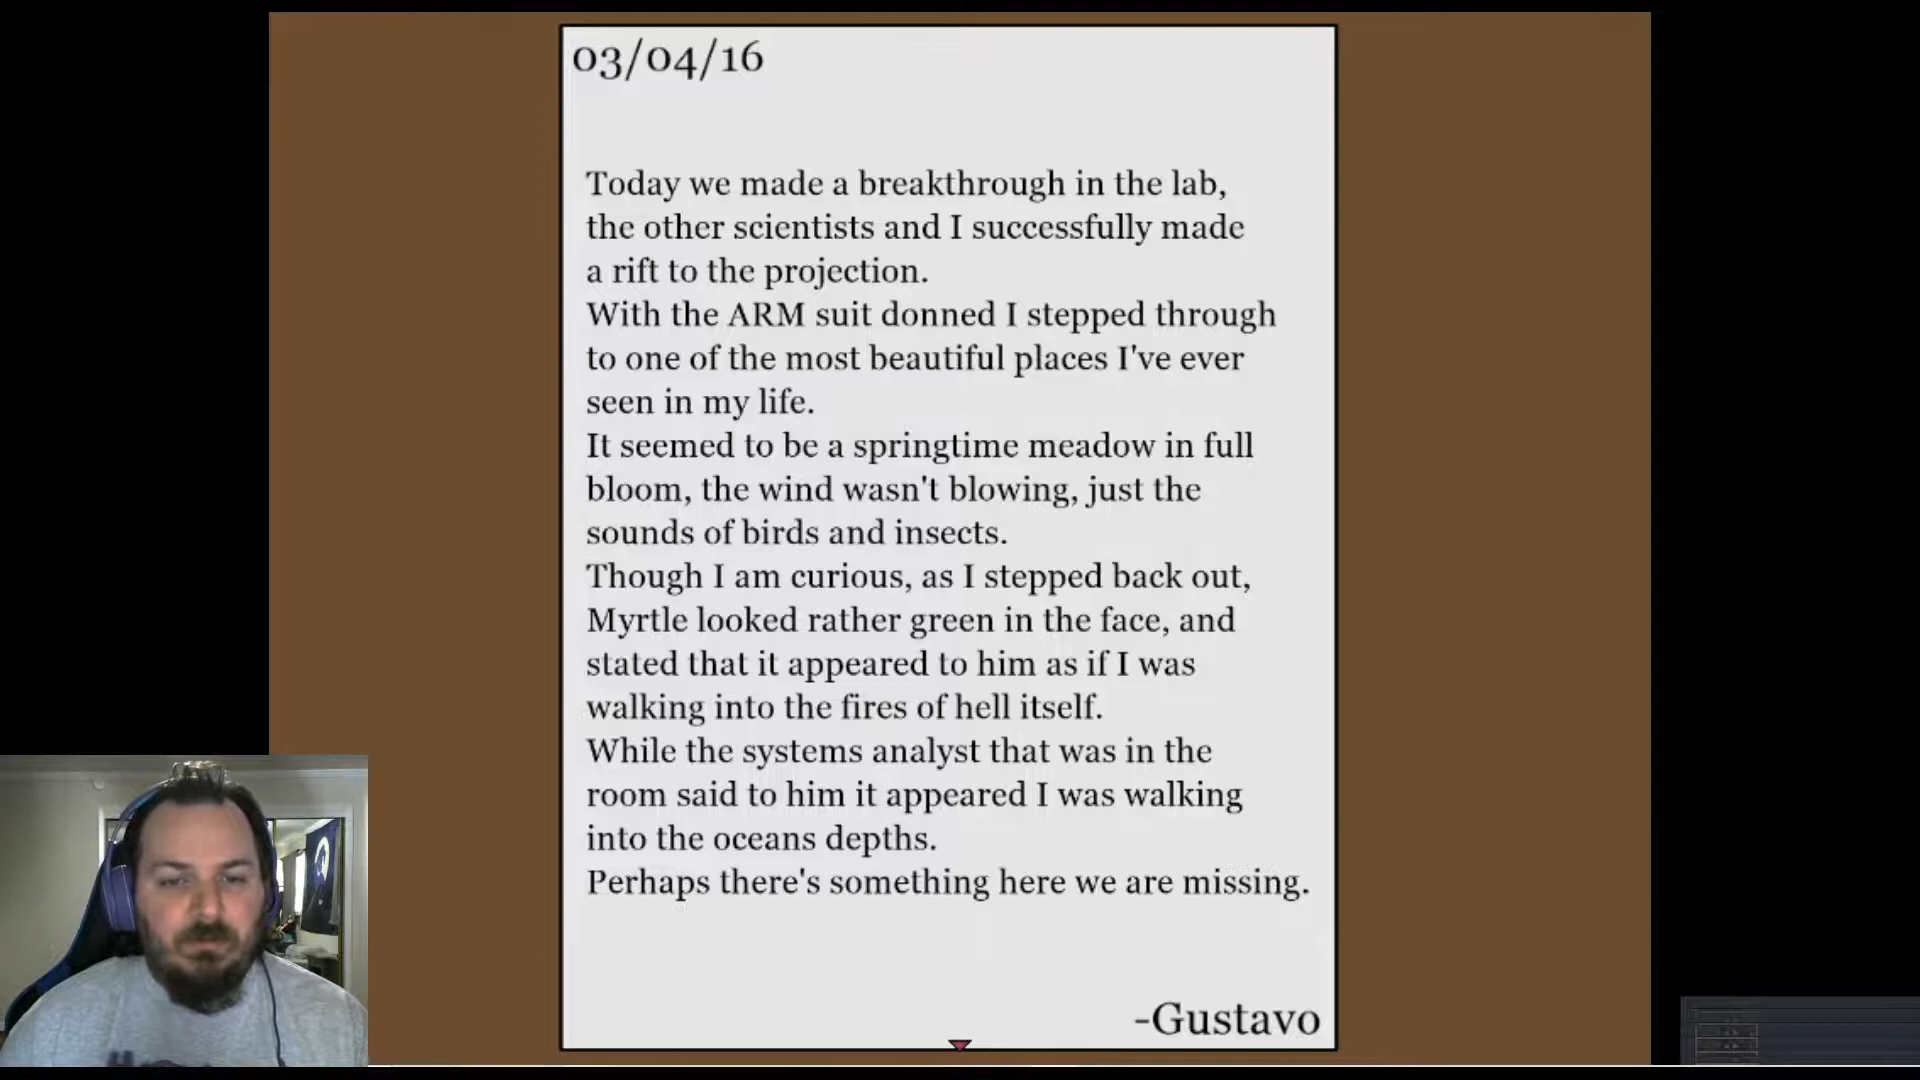 03/04/16
Today we made a breakthrough in the lab,
the other scientists and I successfully made
a rift to the projection.
With the ARM suit donned I stepped through
to one of the most beautiful places I've ever
seen in my life.
It seemed to be a springtime meadow in full
bloom, the wind wasn't blowing, just the
sounds of birds and insects.
Though I am curious, as I stepped back out,
Myrtle looked rather green in the face, and
stated that it appeared to him as if I was
walking into the fires of hell itself.
While the systems analyst that was in the
room said to him it appeared I was walking
into the oceans depths.
Perhaps there's something here we are missing.
-Gustavo